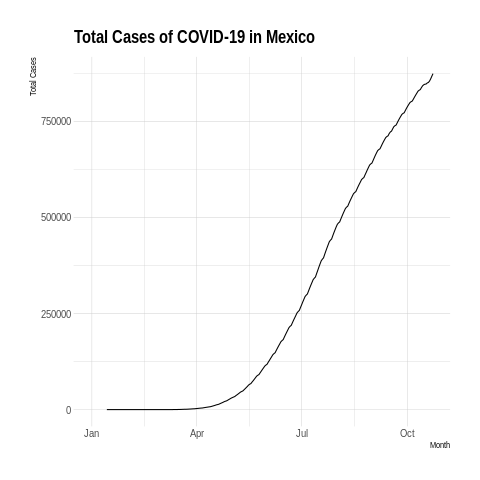 Total Cases of COVID-19 in Mexico
Total Cases
750000
500000
250000
0
Jan Apr Jul Oct
Month